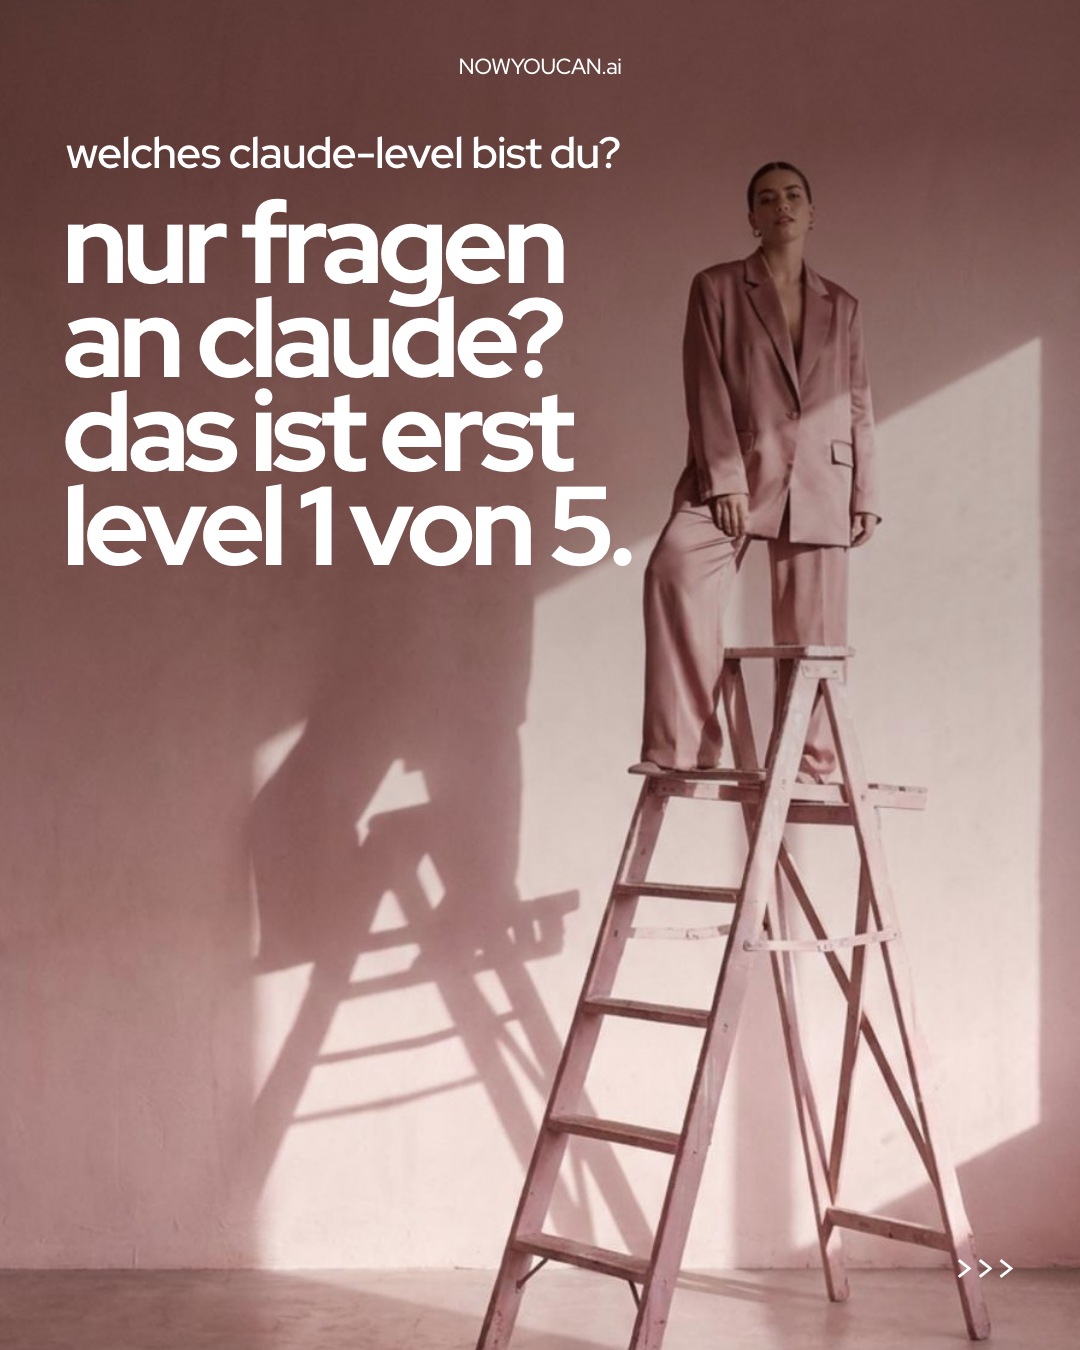 NOWYOUCAN.ai
welches claude-level bist du?
nur fragen
an claude?
das ist erst
level 1 von 5.
>>>